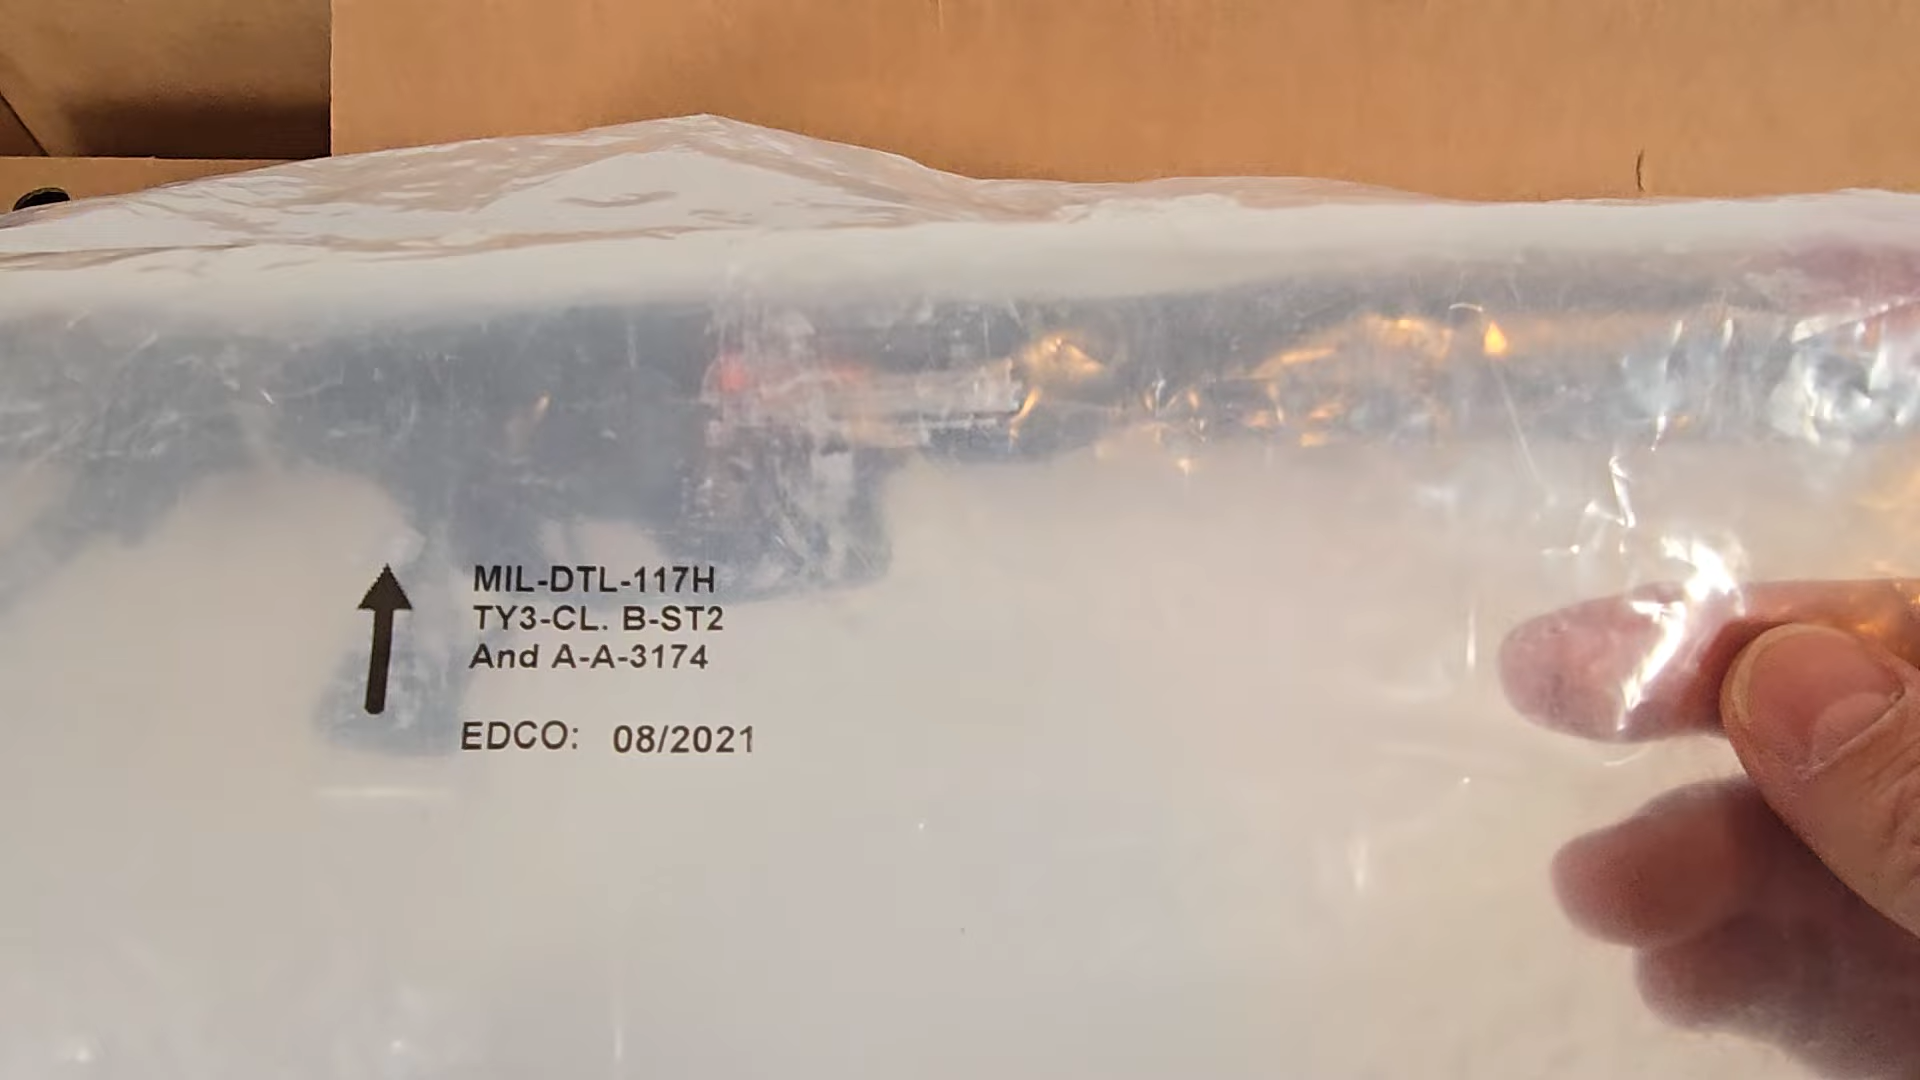 MIL-DTL-117H
TY3-CL. B-ST2
And A-A-3174
EDCO: 08/2021